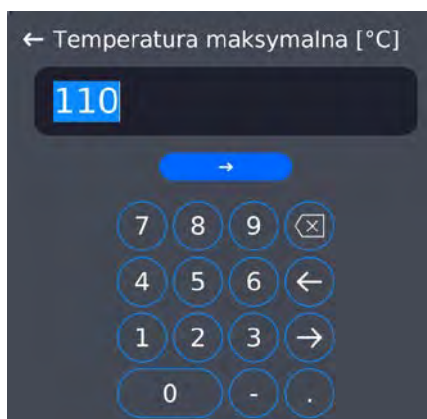 ← Temperatura maksymalna [°C]
110
→
7 8 9 ⌫
4 5 6 ←
1 2 3 →
0 - .